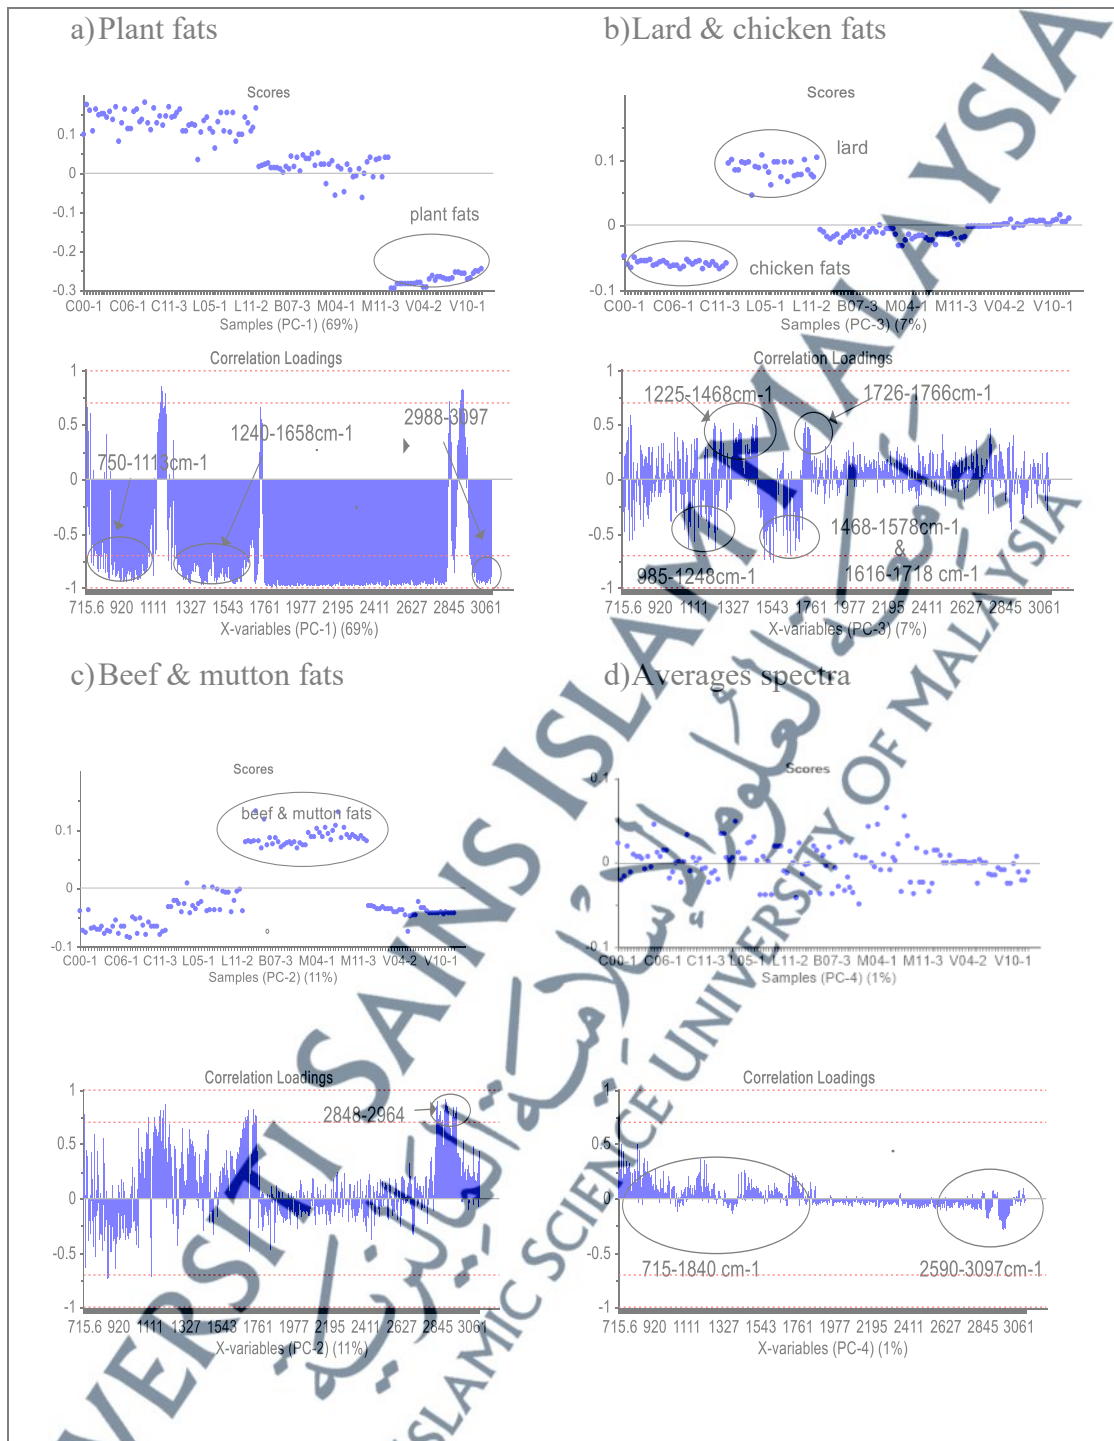 a) Plant fats
Scores
0.1
0
-0.1
-0.2
-0.3
plant fats
C00-1 C06-1 C11-3 L05-1 L11-2 B07-3 M04-1 M11-3 V04-2 V10-1
Samples (PC-1) (69%)
Correlation Loadings
1
0.5
0
-0.5
-1
750-1113cm-1
1240-1658cm-1
2988-3097
715.6 920 1111 1327 1543 1761 1977 2195 2411 2627 2845 3061
X-variables (PC-1) (69%)
b) Lard & chicken fats
Scores
0.1
0
-0.1
lard
chicken fats
C00-1 C06-1 C11-3 L05-1 L11-2 B07-3 M04-1 M11-3 V04-2 V10-1
Samples (PC-3) (7%)
Correlation Loadings
1
0.5
0
-0.5
-1
1225-1468cm-1
1726-1766cm-1
985-1248cm-1
1468-1578cm-1
&
1616-1718 cm-1
715.6 920 1111 1327 1543 1761 1977 2195 2411 2627 2845 3061
X-variables (PC-3) (7%)
c) Beef & mutton fats
Scores
0.1
0
-0.1
beef & mutton fats
C00-1 C06-1 C11-3 L05-1 L11-2 B07-3 M04-1 M11-3 V04-2 V10-1
Samples (PC-2) (11%)
Correlation Loadings
1
0.5
0
-0.5
-1
2848-2964
715.6 920 1111 1327 1543 1761 1977 2195 2411 2627 2845 3061
X-variables (PC-2) (11%)
d) Averages spectra
Scores
0.1
0
-0.1
C00-1 C06-1 C11-3 L05-1 L11-2 B07-3 M04-1 M11-3 V04-2 V10-1
Samples (PC-4) (1%)
Correlation Loadings
1
0.5
0
-0.5
-1
715-1840 cm-1
2590-3097cm-1
715.6 920 1111 1327 1543 1761 1977 2195 2411 2627 2845 3061
X-variables (PC-4) (1%)
VERSITI SAINS ISLAM MALAYSIA
ISLAMIC SCIENCE UNIVERSITY OF MALAYSIA